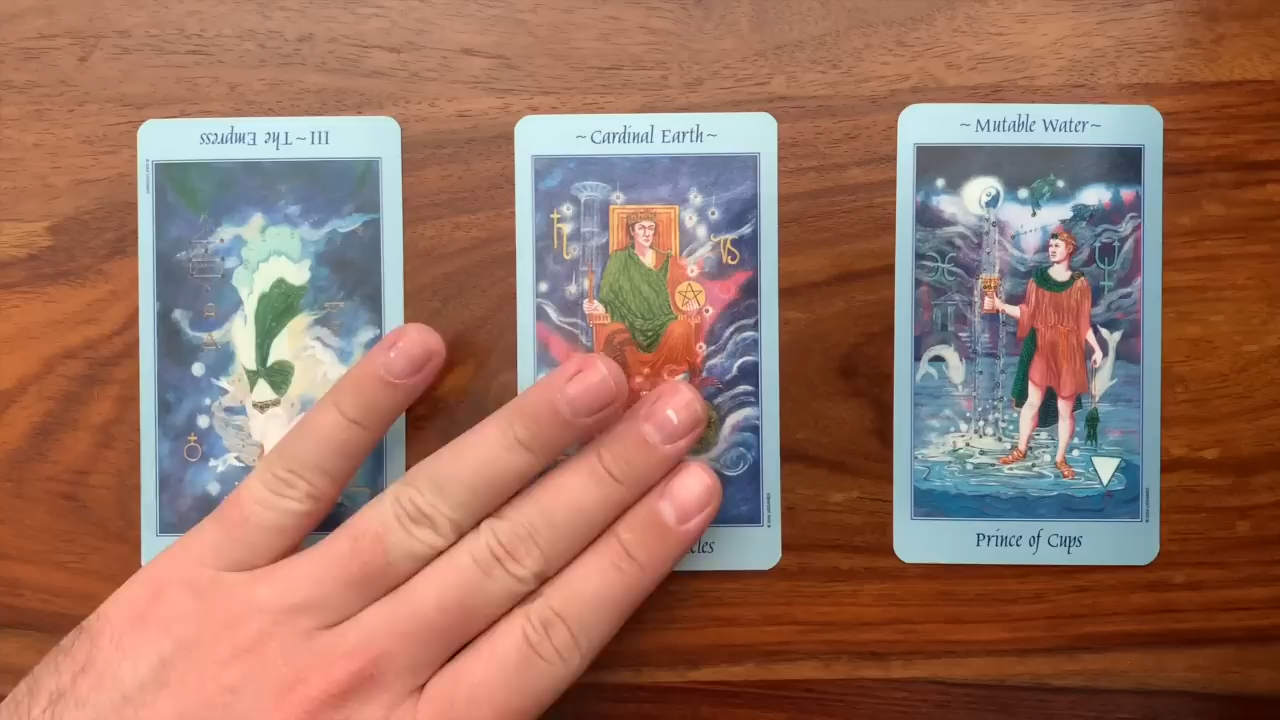 III ~ The Empress
~ Cardinal Earth ~
cles
~ Mutable Water ~
Prince of Cups